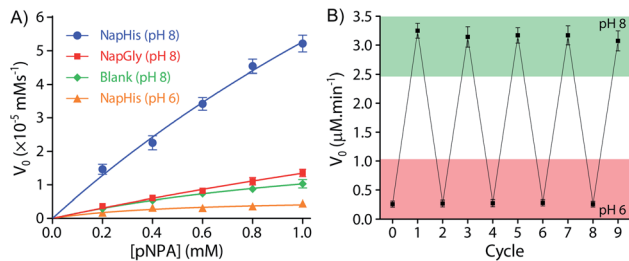 A)
NapHis (pH 8)
NapGly (pH 8)
Blank (pH 8)
NapHis (pH 6)
V₀ (×10⁻⁵ mMs⁻¹)
6
5
4
3
2
1
0
0.0 0.2 0.4 0.6 0.8 1.0
[pNPA] (mM)
B)
V₀ (µM.min⁻¹)
3.5
3.0
2.5
2.0
1.5
1.0
0.5
0.0
pH 8
pH 6
0 1 2 3 4 5 6 7 8 9
Cycle